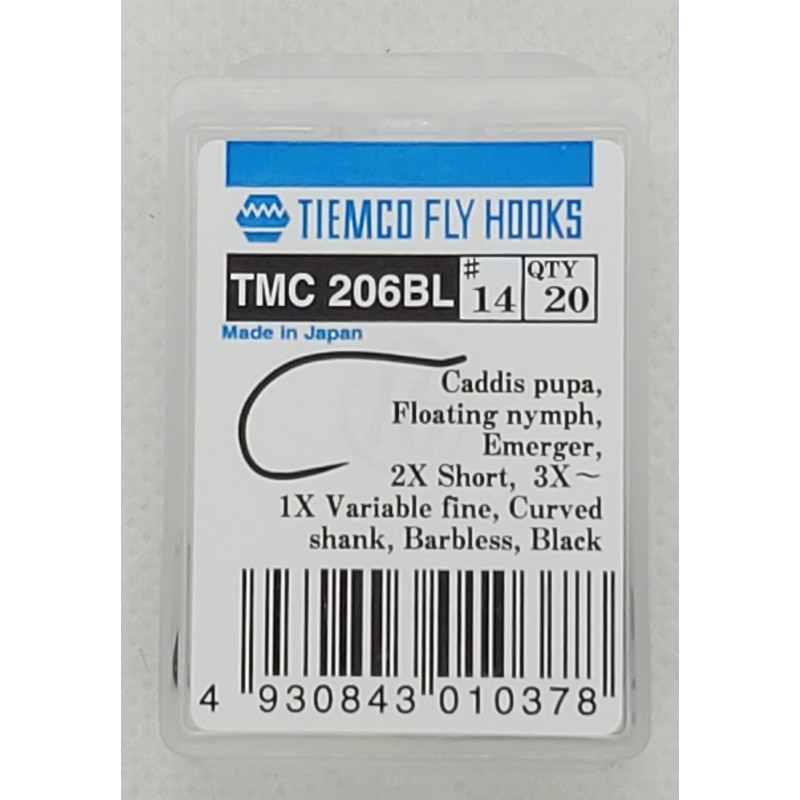 TIEMCO FLY HOOKS
TMC 206BL # 14 QTY 20
Made in Japan
Caddis pupa,
Floating nymph,
Emerger,
2X Short, 3X~
1X Variable fine, Curved
shank, Barbless, Black
4 930843 010378